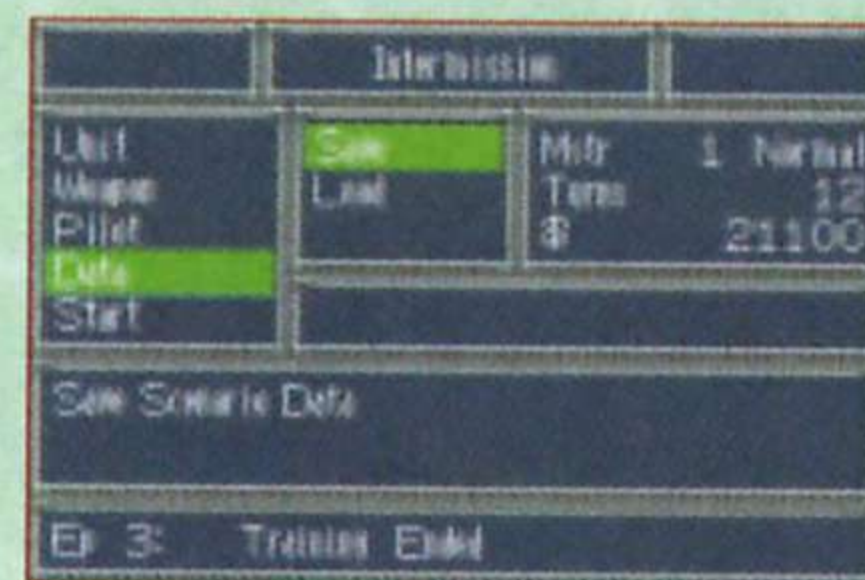 Intermission
Unit
Weapon
Pilot
Data
Start
Save
Load
Mstr 1 Normal
Turns 12
$ 21100
Save Scenario Data
Ep 3: Training Ended